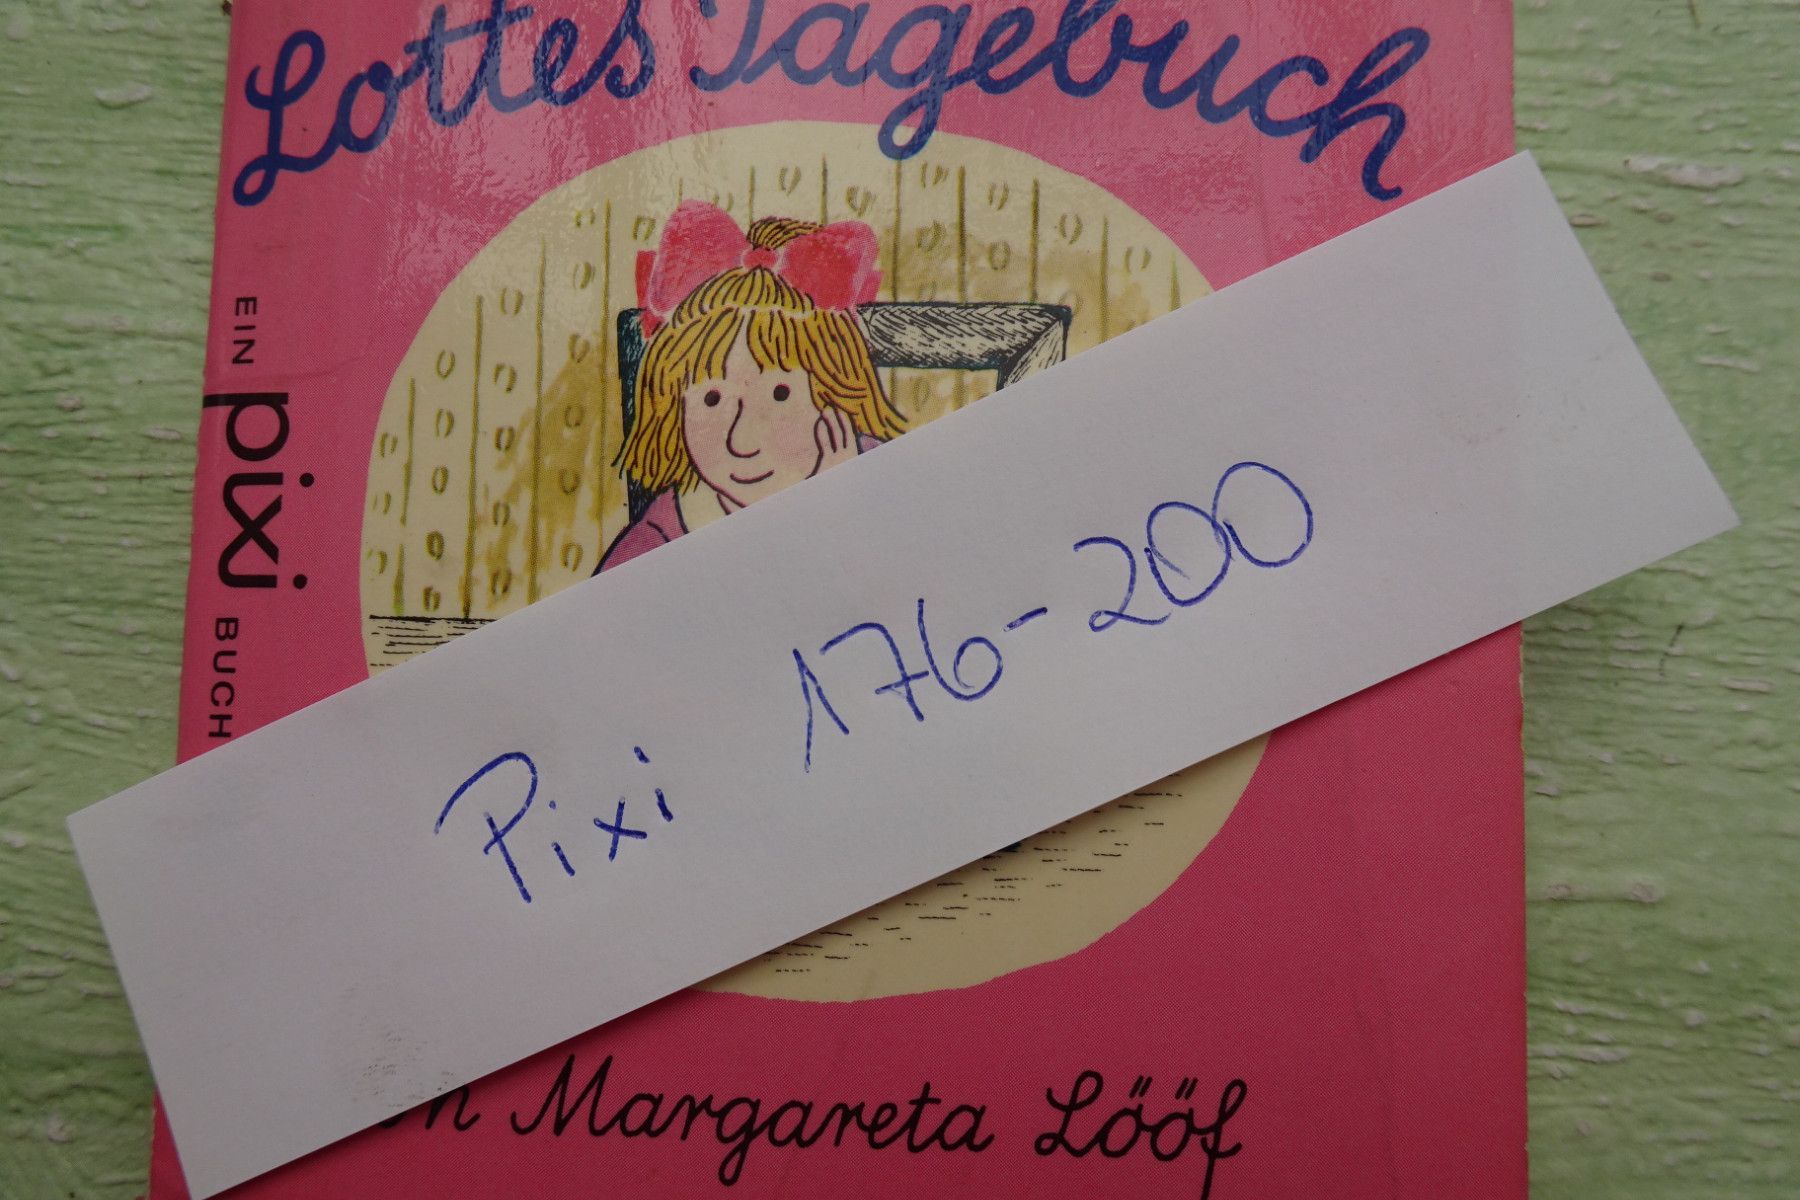 Lottes Tagebuch
EIN pixi BUCH
Pixi 176-200
Margareta Lööf